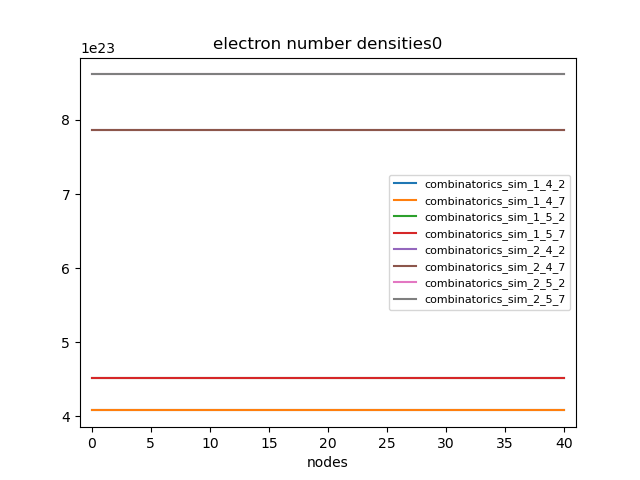 electron number densities0
1e23
8
7
6
5
4
combinatorics_sim_1_4_2
combinatorics_sim_1_4_7
combinatorics_sim_1_5_2
combinatorics_sim_1_5_7
combinatorics_sim_2_4_2
combinatorics_sim_2_4_7
combinatorics_sim_2_5_2
combinatorics_sim_2_5_7
0 5 10 15 20 25 30 35 40
nodes